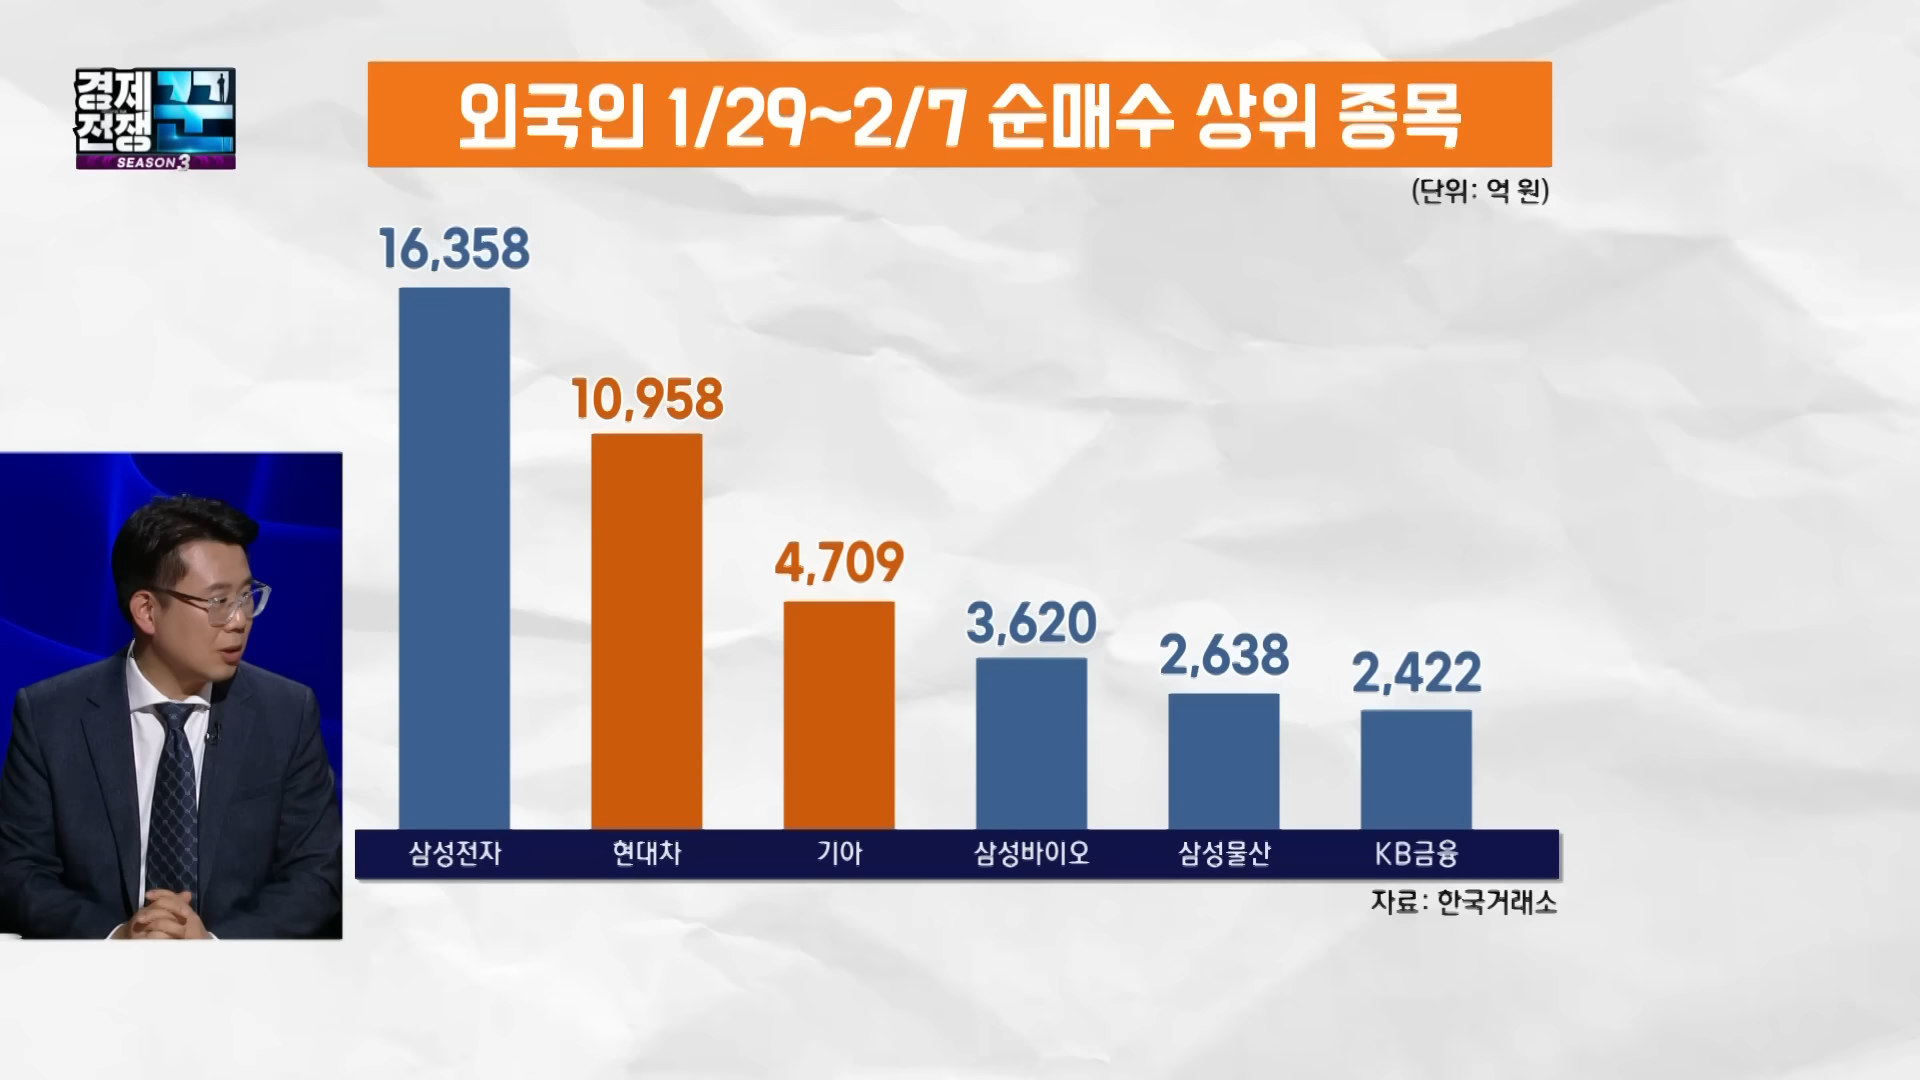 경제
전쟁 꾼
SEASON 3
외국인 1/29~2/7 순매수 상위 종목
(단위: 억 원)
16,358
10,958
4,709
3,620
2,638
2,422
삼성전자 현대차 기아 삼성바이오 삼성물산 KB금융
자료: 한국거래소